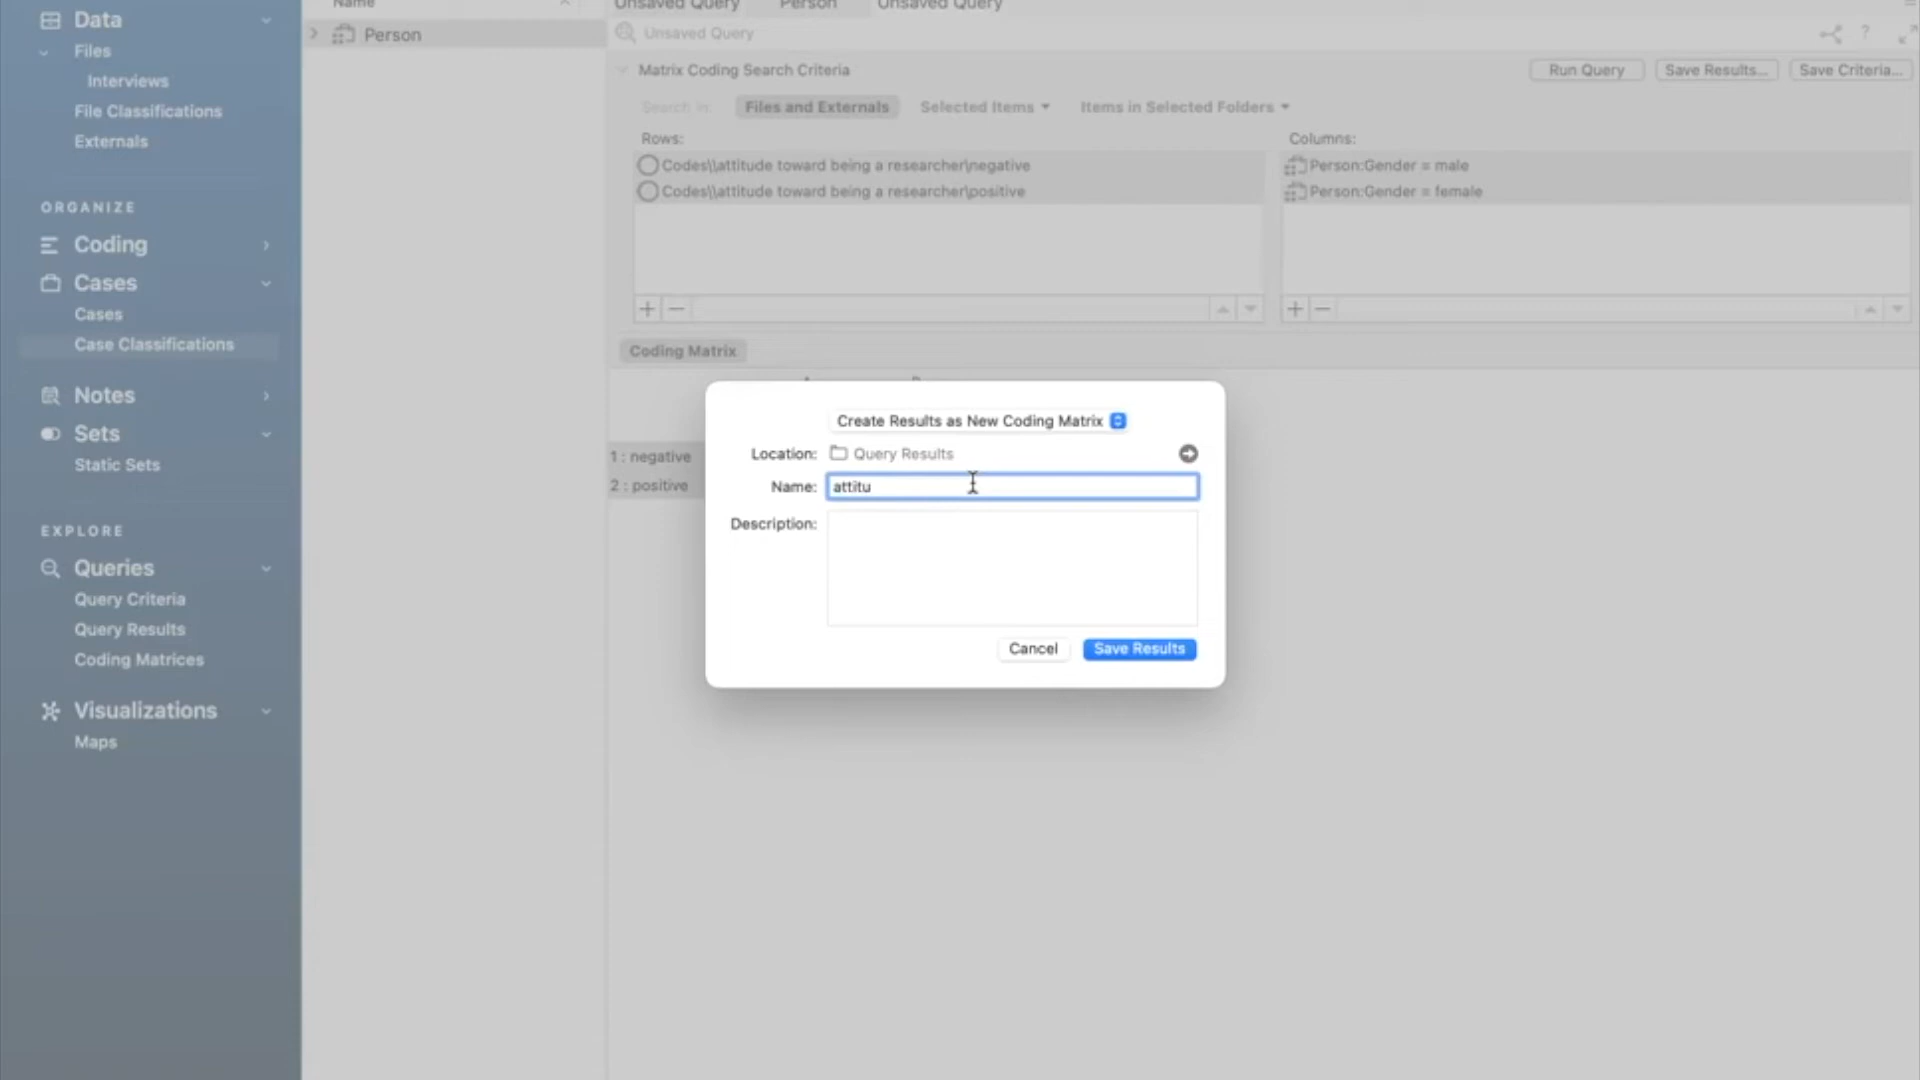 Data
Files
Interviews
File Classifications
Externals
ORGANIZE
Coding
Cases
Cases
Case Classifications
Notes
Sets
Static Sets
EXPLORE
Queries
Query Criteria
Query Results
Coding Matrices
Visualizations
Maps
Name
Person
Unsaved Query Person Unsaved Query
Unsaved Query
Matrix Coding Search Criteria
Run Query Save Results... Save Criteria...
Search in: Files and Externals Selected Items Items in Selected Folders
Rows:
Codes\\attitude toward being a researcher\negative
Codes\\attitude toward being a researcher\positive
Columns:
Person:Gender = male
Person:Gender = female
Coding Matrix
1 : negative
2 : positive
Create Results as New Coding Matrix
Location: Query Results
Name: attitu
Description:
Cancel Save Results